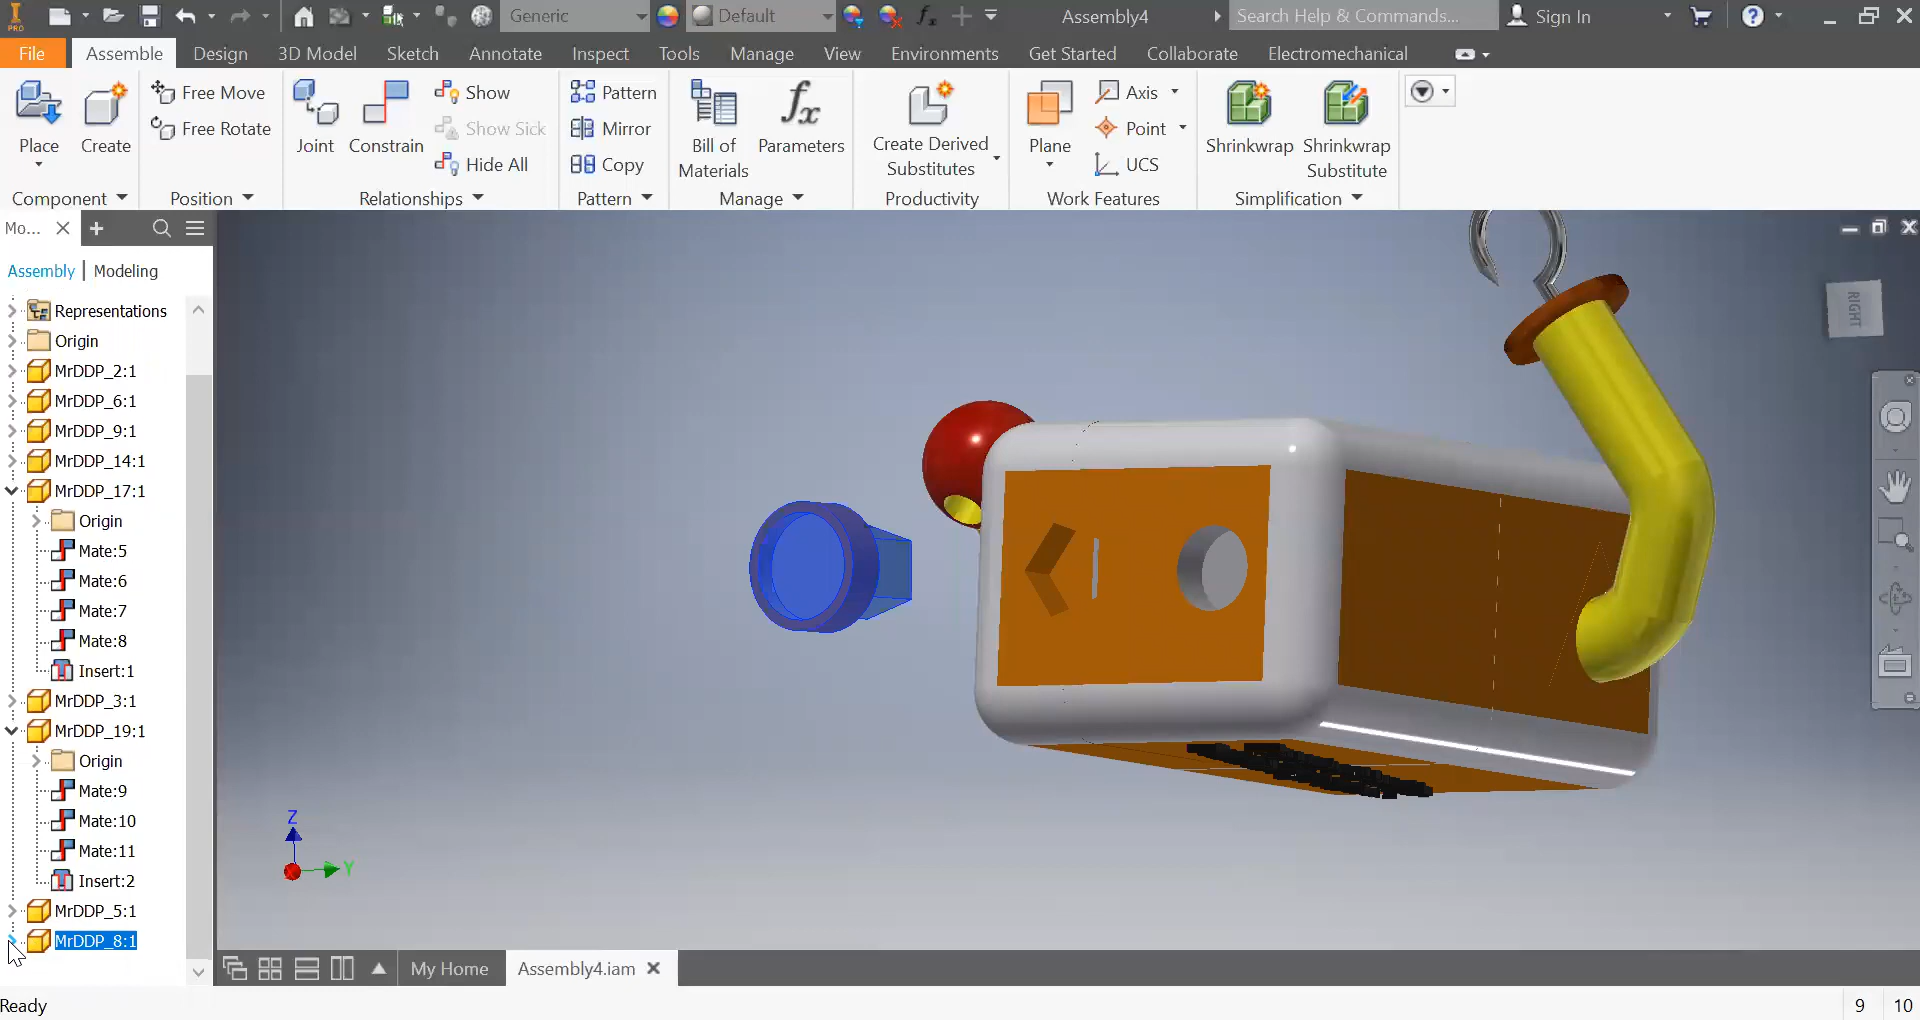 PRO
Generic
Default
fx
Assembly4
Search Help & Commands...
Sign In
File
Assemble
Design
3D Model
Sketch
Annotate
Inspect
Tools
Manage
View
Environments
Get Started
Collaborate
Electromechanical
Place
Create
Component
Free Move
Free Rotate
Position
Joint
Constrain
Show
Show Sick
Hide All
Relationships
Pattern
Mirror
Copy
Pattern
Bill of
Materials
fx
Parameters
Manage
Create Derived
Substitutes
Productivity
Plane
Axis
Point
UCS
Work Features
Shrinkwrap
Shrinkwrap
Substitute
Simplification
Mo...
Assembly | Modeling
Representations
Origin
MrDDP_2:1
MrDDP_6:1
MrDDP_9:1
MrDDP_14:1
MrDDP_17:1
Origin
Mate:5
Mate:6
Mate:7
Mate:8
Insert:1
MrDDP_3:1
MrDDP_19:1
Origin
Mate:9
Mate:10
Mate:11
Insert:2
MrDDP_5:1
MrDDP_8:1
RIGHT
Z
Y
My Home
Assembly4.iam
Ready
9
10